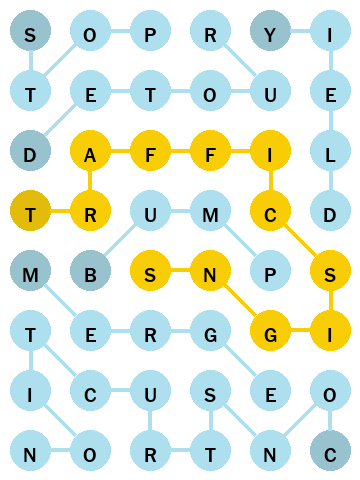 S O P R Y I
T E T O U E
D A F F I L
T R U M C D
M B S N P S
T E R G G I
I C U S E O
N O R T N C